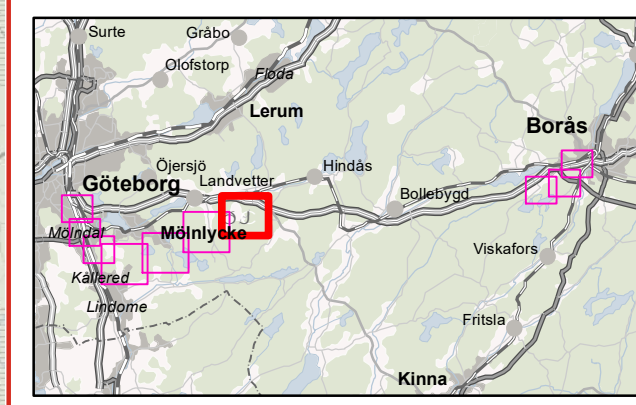 Surte
Gråbo
Olofstorp
Floda
Lerum
Borås
Öjersjö
Hindås
Göteborg
Landvetter
Bollebygd
Mölndal
Mölnlycke
Kållered
Viskafors
Lindome
Fritsla
Kinna